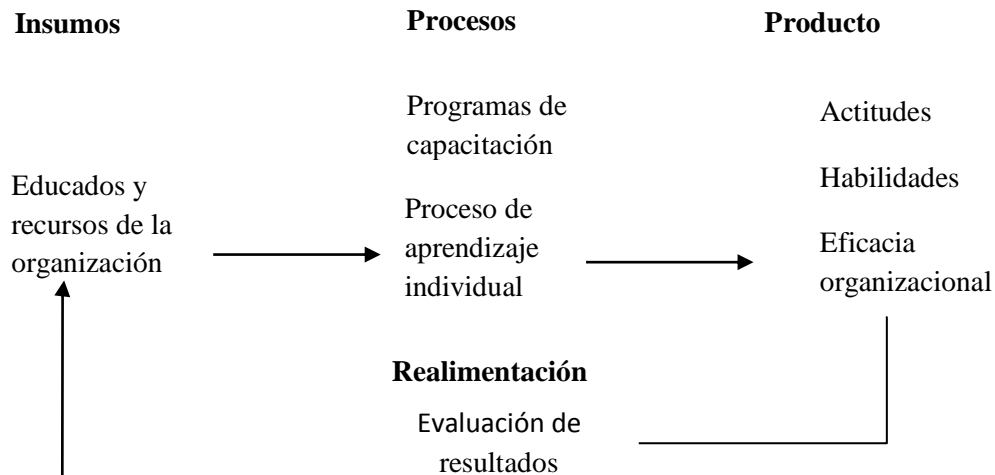 Insumos
Procesos
Producto
Programas de
capacitación
Actitudes
Educados y
recursos de la
organización
Proceso de
aprendizaje
individual
Habilidades
Eficacia
organizacional
Realimentación
Evaluación de
resultados